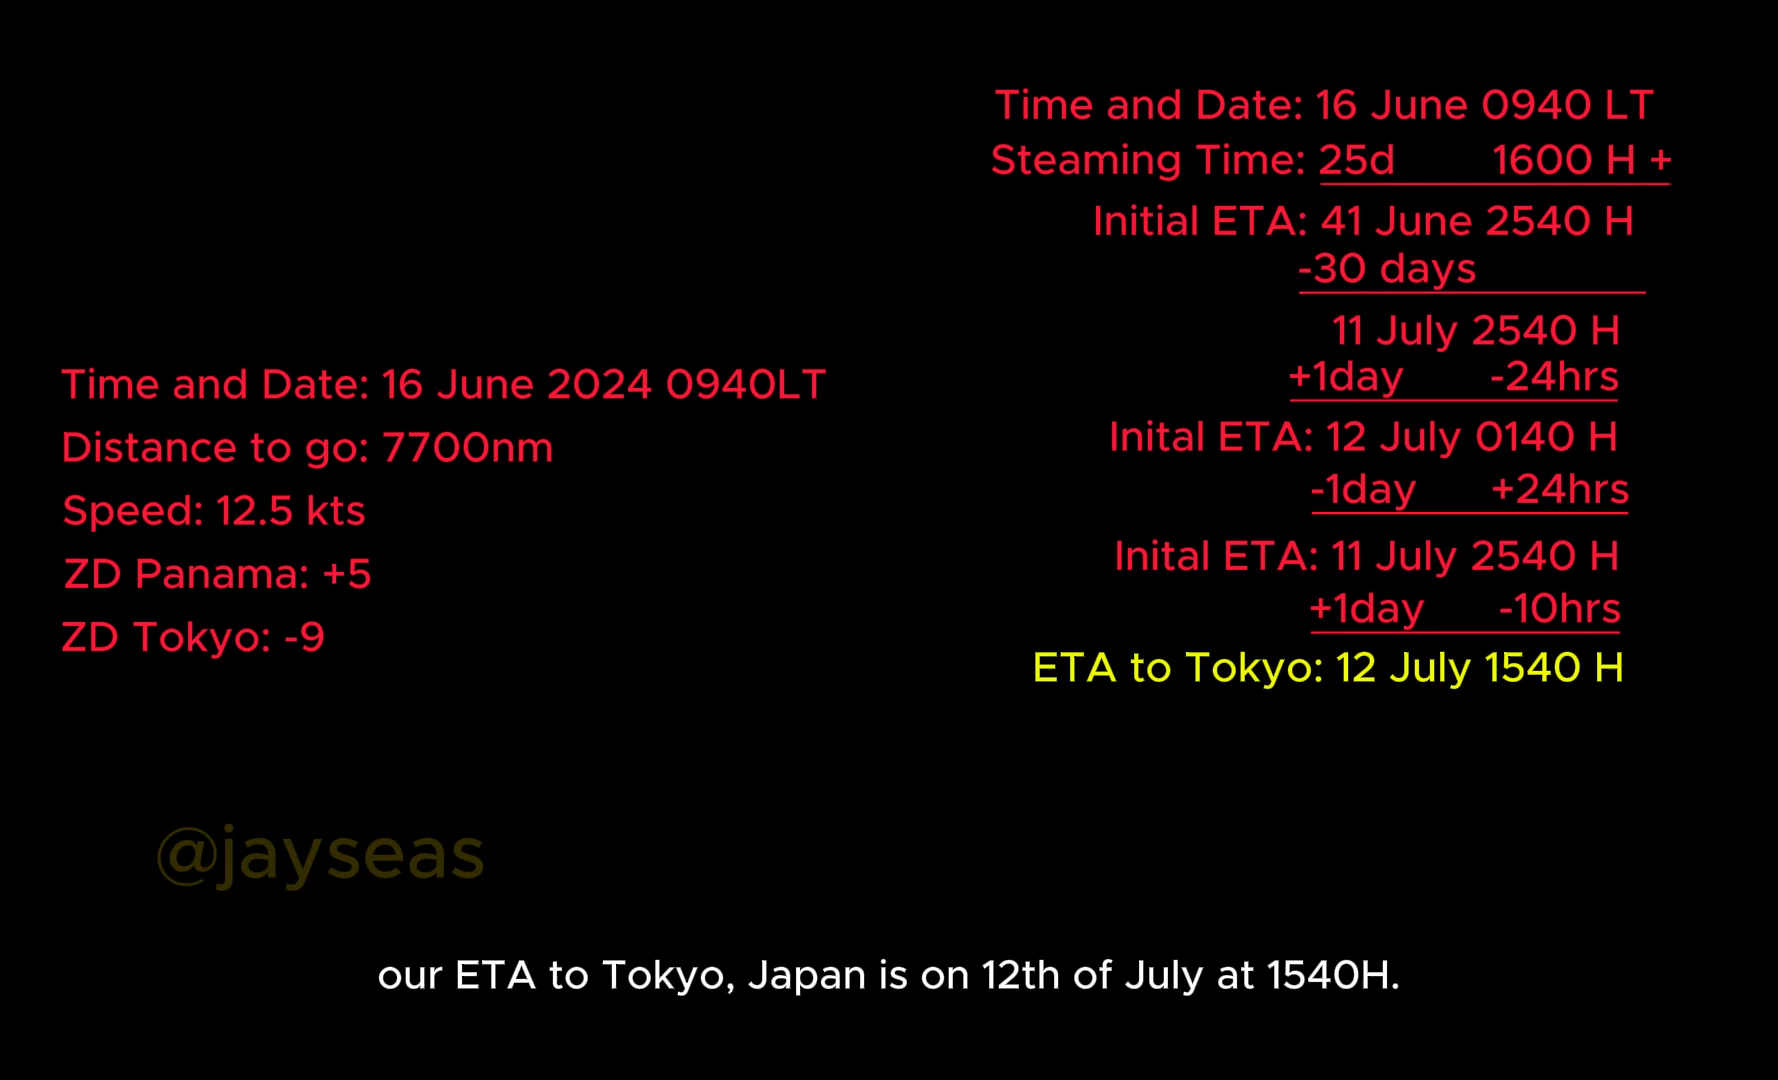 Time and Date: 16 June 2024 0940LT
Distance to go: 7700nm
Speed: 12.5 kts
ZD Panama: +5
ZD Tokyo: -9
Time and Date: 16 June 0940 LT
Steaming Time: 25d 1600 H +
Initial ETA: 41 June 2540 H
-30 days
11 July 2540 H
+1day -24hrs
Inital ETA: 12 July 0140 H
-1day +24hrs
Inital ETA: 11 July 2540 H
+1day -10hrs
ETA to Tokyo: 12 July 1540 H
@jayseas
our ETA to Tokyo, Japan is on 12th of July at 1540H.